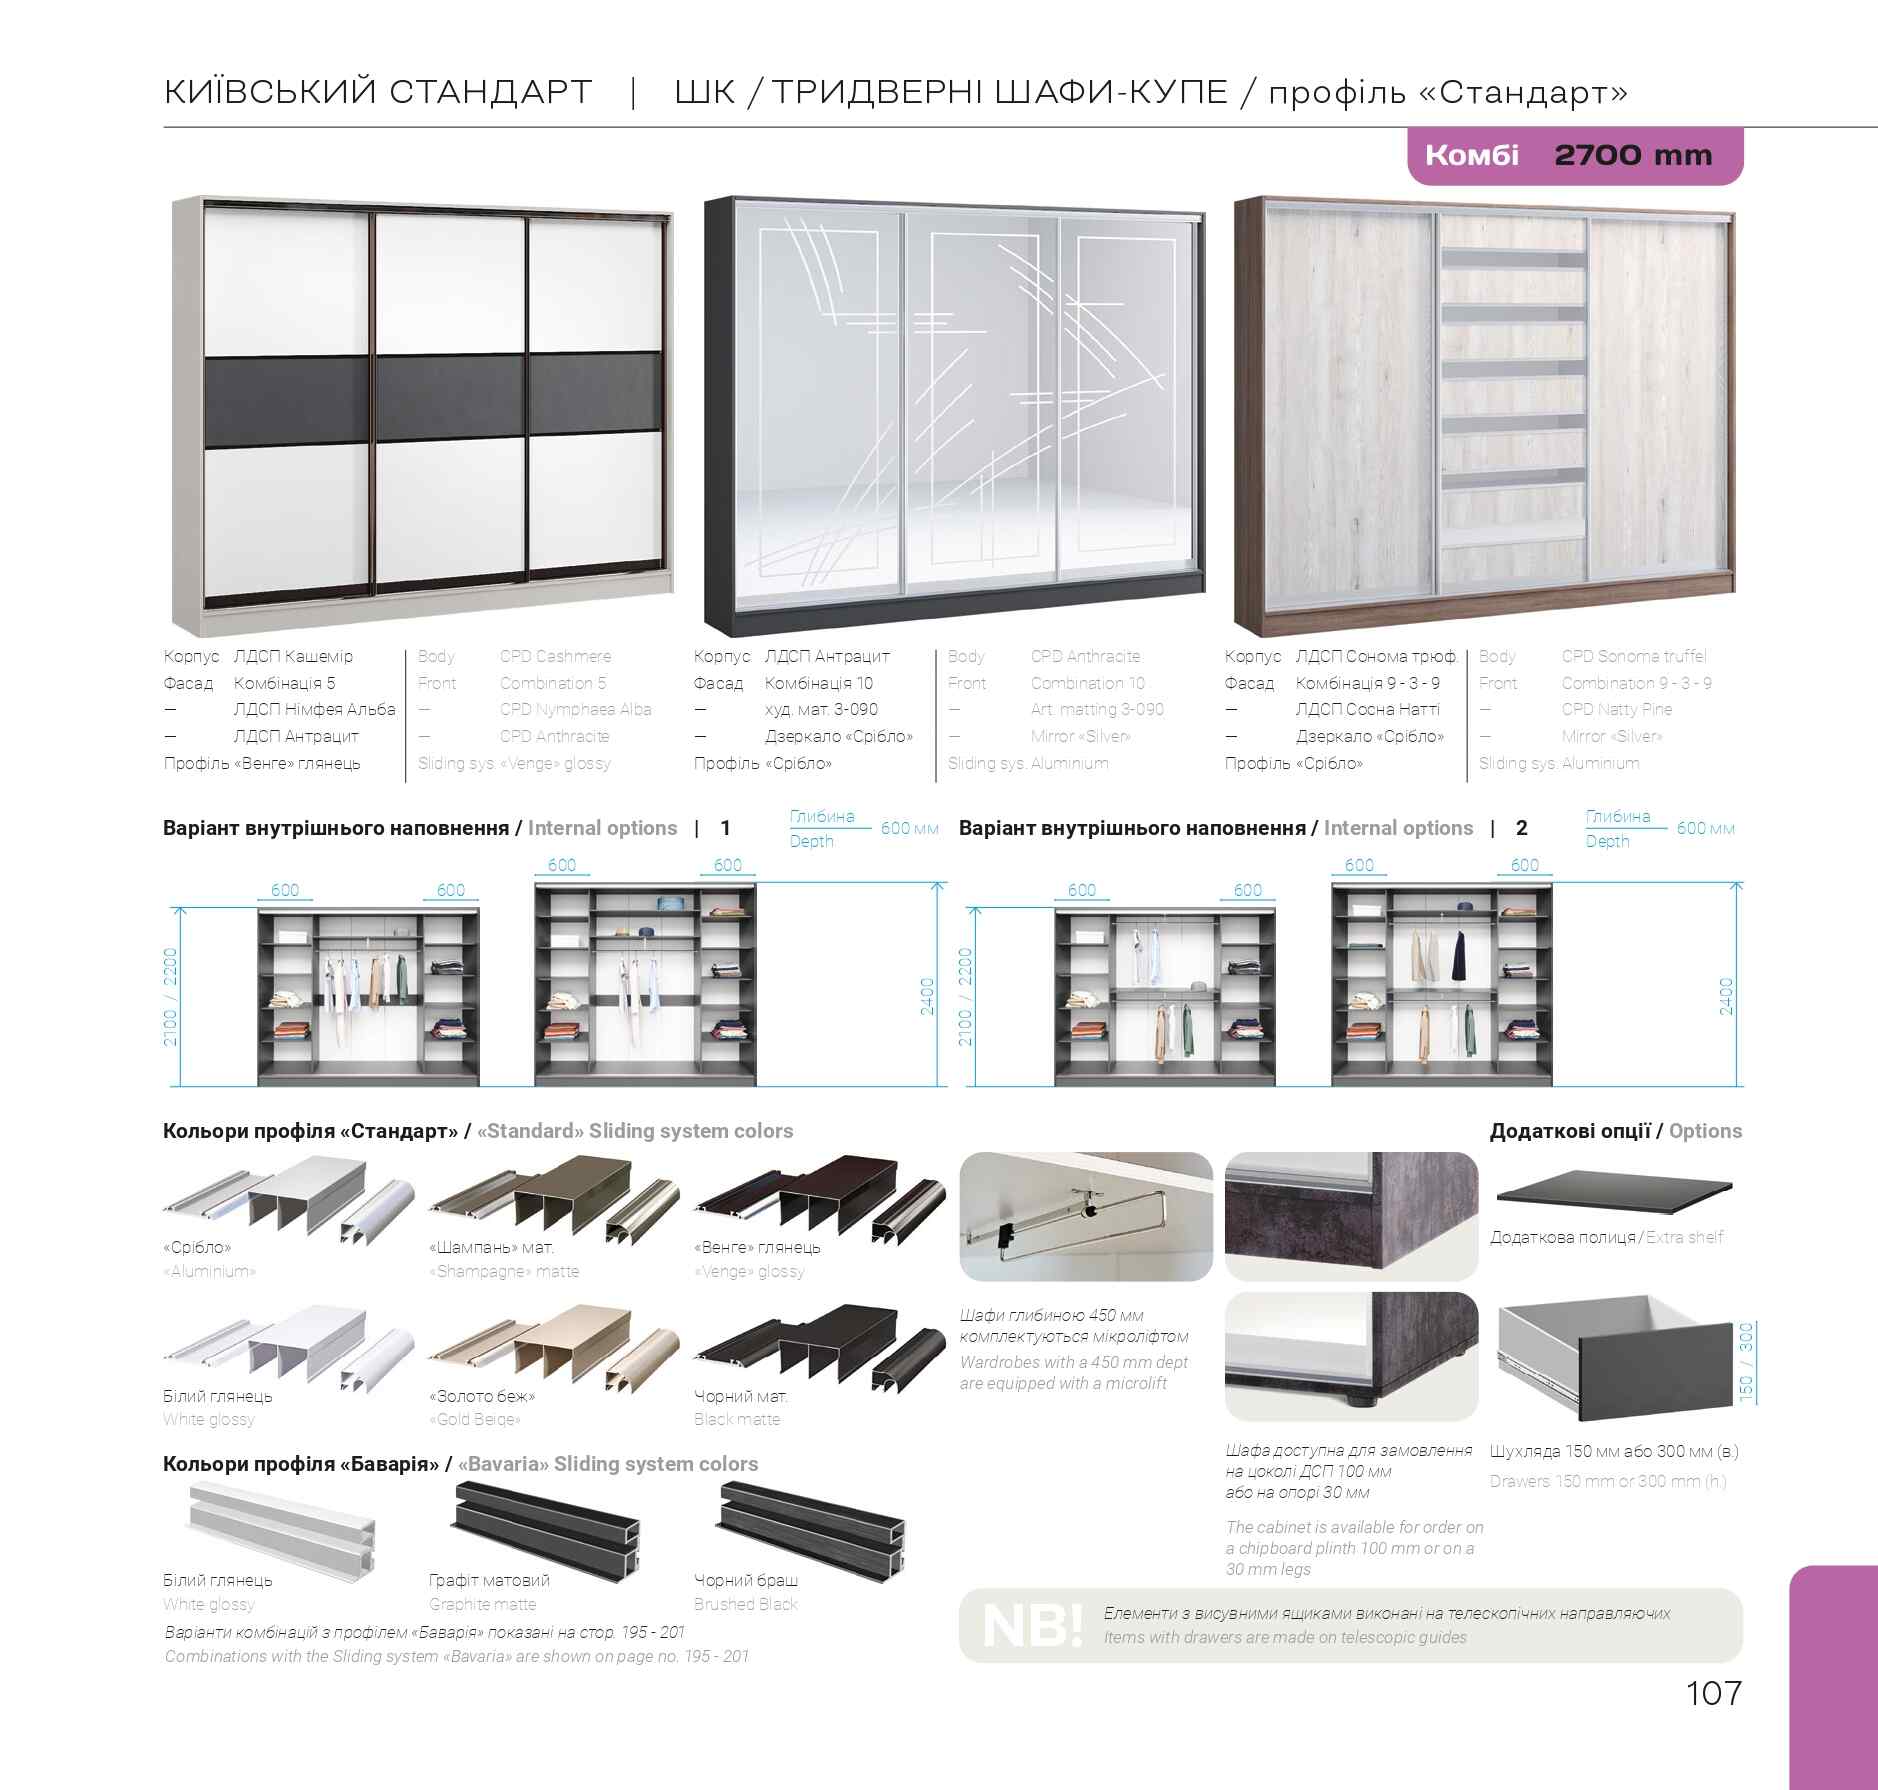 КИЇВСЬКИЙ СТАНДАРТ | ШК / ТРИДВЕРНІ ШАФИ-КУПЕ / профіль «Стандарт»
Комбі 2700 mm
Корпус ЛДСП Кашемір
Фасад Комбінація 5
— ЛДСП Німфея Альба
— ЛДСП Антрацит
Профіль «Венге» глянець
Body CPD Cashmere
Front Combination 5
— CPD Nymphaea Alba
— CPD Anthracite
Sliding sys. «Venge» glossy
Корпус ЛДСП Антрацит
Фасад Комбінація 10
— худ. мат. 3-090
— Дзеркало «Срібло»
Профіль «Срібло»
Body CPD Anthracite
Front Combination 10
— Art. matting 3-090
— Mirror «Silver»
Sliding sys. Aluminium
Корпус ЛДСП Сонома трюф.
Фасад Комбінація 9 - 3 - 9
— ЛДСП Сосна Натті
— Дзеркало «Срібло»
Профіль «Срібло»
Body CPD Sonoma truffel
Front Combination 9 - 3 - 9
— CPD Natty Pine
— Mirror «Silver»
Sliding sys. Aluminium
Варіант внутрішнього наповнення / Internal options | 1
Глибина
Depth
600 мм
600
600
600
600
2100 / 2200
2400
Варіант внутрішнього наповнення / Internal options | 2
Глибина
Depth
600 мм
600
600
600
600
2100 / 2200
2400
Кольори профіля «Стандарт» / «Standard» Sliding system colors
«Срібло»
«Aluminium»
«Шампань» мат.
«Shampagne» matte
«Венге» глянець
«Venge» glossy
Білий глянець
White glossy
«Золото беж»
«Gold Beige»
Чорний мат.
Black matte
Кольори профіля «Баварія» / «Bavaria» Sliding system colors
Білий глянець
White glossy
Графіт матовий
Graphite matte
Чорний браш
Brushed Black
Варіанти комбінацій з профілем «Баварія» показані на стор. 195 - 201
Combinations with the Sliding system «Bavaria» are shown on page no. 195 - 201
Шафи глибиною 450 мм
комплектуються мікроліфтом
Wardrobes with a 450 mm dept
are equipped with a microlift
Шафа доступна для замовлення
на цоколі ДСП 100 мм
або на опорі 30 мм
The cabinet is available for order on
a chipboard plinth 100 mm or on a
30 mm legs
Додаткові опції / Options
Додаткова полиця / Extra shelf
150 / 300
Шухляда 150 мм або 300 мм (в.)
Drawers 150 mm or 300 mm (h.)
NB!
Елементи з висувними ящиками виконані на телескопічних направляючих
Items with drawers are made on telescopic guides
107